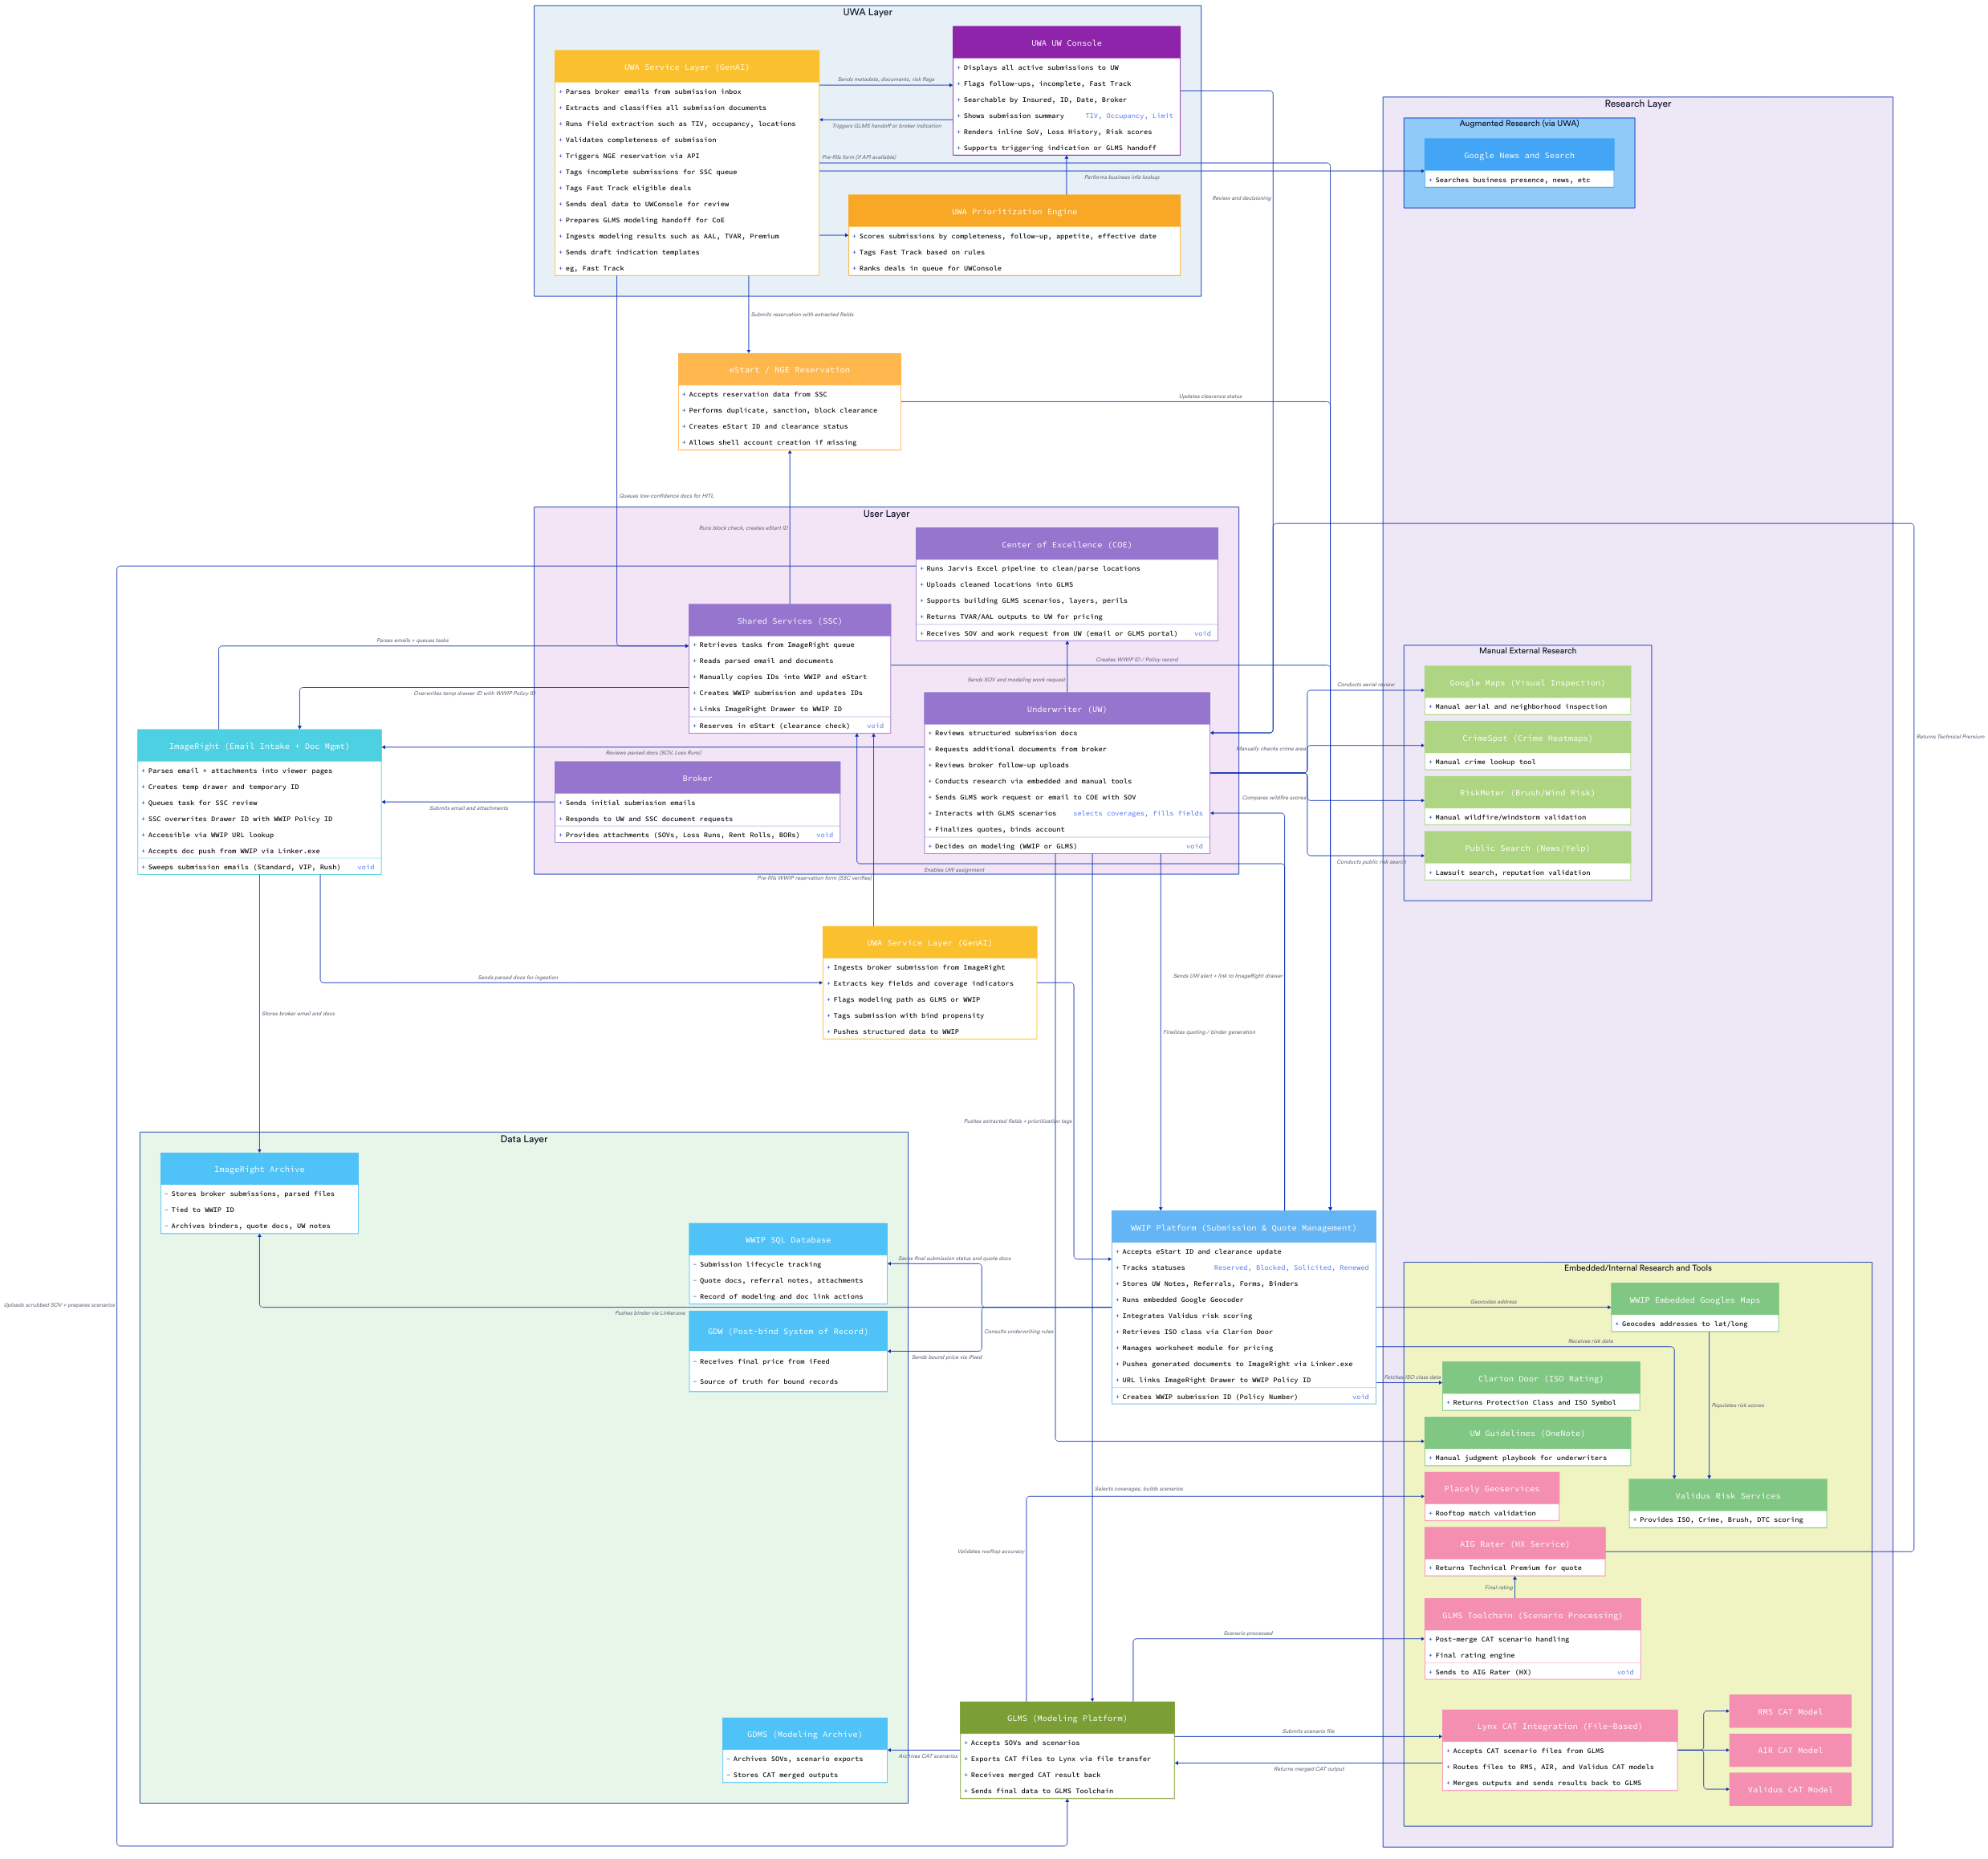 UWA Layer
UWA Service Layer (GenAI)
+ Parses broker emails from submission inbox
+ Extracts and classifies all submission documents
+ Runs field extraction such as TIV, occupancy, locations
+ Validates completeness of submission
+ Triggers NGE reservation via API
+ Tags incomplete submissions for SSC queue
+ Tags Fast Track eligible deals
+ Sends deal data to UWConsole for review
+ Prepares GLMS modeling handoff for CoE
+ Ingests modeling results such as AAL, TVAR, Premium
+ Sends draft indication templates
+ eg, Fast Track
Sends metadata, documents, risk flags
Triggers GLMS handoff or broker indication
Pre-fills form (if API available)
Performs business info lookup
UWA UW Console
+ Displays all active submissions to UW
+ Flags follow-ups, incomplete, Fast Track
+ Searchable by Insured, ID, Date, Broker
+ Shows submission summary TIV, Occupancy, Limit
+ Renders inline SoV, Loss History, Risk scores
+ Supports triggering indication or GLMS handoff
UWA Prioritization Engine
+ Scores submissions by completeness, follow-up, appetite, effective date
+ Tags Fast Track based on rules
+ Ranks deals in queue for UWConsole
Review and decisioning
Research Layer
Augmented Research (via UWA)
Google News and Search
+ Searches business presence, news, etc
Submits reservation with extracted fields
eStart / NGE Reservation
+ Accepts reservation data from SSC
+ Performs duplicate, sanction, block clearance
+ Creates eStart ID and clearance status
+ Allows shell account creation if missing
Updates clearance status
Queues low-confidence docs for HITL
User Layer
Runs block check, creates eStart ID
Center of Excellence (COE)
+ Runs Jarvis Excel pipeline to clean/parse locations
+ Uploads cleaned locations into GLMS
+ Supports building GLMS scenarios, layers, perils
+ Returns TVAR/AAL outputs to UW for pricing
+ Receives SOV and work request from UW (email or GLMS portal) void
Shared Services (SSC)
+ Retrieves tasks from ImageRight queue
+ Reads parsed email and documents
+ Manually copies IDs into WWIP and eStart
+ Creates WWIP submission and updates IDs
+ Links ImageRight Drawer to WWIP ID
+ Reserves in eStart (clearance check) void
Parses emails + queues tasks
Overwrites temp drawer ID with WWIP Policy ID
Creates WWIP ID / Policy record
Sends SOV and modeling work request
Underwriter (UW)
+ Reviews structured submission docs
+ Requests additional documents from broker
+ Reviews broker follow-up uploads
+ Conducts research via embedded and manual tools
+ Sends GLMS work request or email to COE with SOV
+ Interacts with GLMS scenarios selects coverages, fills fields
+ Finalizes quotes, binds account
+ Decides on modeling (WWIP or GLMS) void
Reviews parsed docs (SOV, Loss Runs)
Submits email and attachments
Broker
+ Sends initial submission emails
+ Responds to UW and SSC document requests
+ Provides attachments (SOVs, Loss Runs, Rent Rolls, BORs) void
Enables UW assignment
Pre-fills WWIP reservation form (SSC verifies)
ImageRight (Email Intake + Doc Mgmt)
+ Parses email + attachments into viewer pages
+ Creates temp drawer and temporary ID
+ Queues task for SSC review
+ SSC overwrites Drawer ID with WWIP Policy ID
+ Accessible via WWIP URL lookup
+ Accepts doc push from WWIP via Linker.exe
+ Sweeps submission emails (Standard, VIP, Rush) void
Manual External Research
Google Maps (Visual Inspection)
+ Manual aerial and neighborhood inspection
CrimeSpot (Crime Heatmaps)
+ Manual crime lookup tool
RiskMeter (Brush/Wind Risk)
+ Manual wildfire/windstorm validation
Public Search (News/Yelp)
+ Lawsuit search, reputation validation
Conducts aerial review
Manually checks crime area
Compares wildfire scores
Conducts public risk search
Returns Technical Premium
UWA Service Layer (GenAI)
+ Ingests broker submission from ImageRight
+ Extracts key fields and coverage indicators
+ Flags modeling path as GLMS or WWIP
+ Tags submission with bind propensity
+ Pushes structured data to WWIP
Sends parsed docs for ingestion
Stores broker email and docs
Sends UW alert + link to ImageRight drawer
Finalizes quoting / binder generation
Pushes extracted fields + prioritization tags
Data Layer
ImageRight Archive
- Stores broker submissions, parsed files
- Tied to WWIP ID
- Archives binders, quote docs, UW notes
WWIP SQL Database
- Submission lifecycle tracking
- Quote docs, referral notes, attachments
- Record of modeling and doc link actions
Saves final submission status and quote docs
Pushes binder via Linker.exe
GDW (Post-bind System of Record)
- Receives final price from iFeed
- Source of truth for bound records
Sends bound price via iFeed
Consults underwriting rules
Uploads scrubbed SOV + prepares scenarios
WWIP Platform (Submission & Quote Management)
+ Accepts eStart ID and clearance update
+ Tracks statuses Reserved, Blocked, Solicited, Renewed
+ Stores UW Notes, Referrals, Forms, Binders
+ Runs embedded Google Geocoder
+ Integrates Validus risk scoring
+ Retrieves ISO class via Clarion Door
+ Manages worksheet module for pricing
+ Pushes generated documents to ImageRight via Linker.exe
+ URL links ImageRight Drawer to WWIP Policy ID
+ Creates WWIP submission ID (Policy Number) void
Embedded/Internal Research and Tools
Geocodes address
Receives risk data
Fetches ISO class data
WWIP Embedded Googles Maps
+ Geocodes addresses to lat/long
Clarion Door (ISO Rating)
+ Returns Protection Class and ISO Symbol
Populates risk scores
UW Guidelines (OneNote)
+ Manual judgment playbook for underwriters
Placely Geoservices
+ Rooftop match validation
Validus Risk Services
+ Provides ISO, Crime, Brush, DTC scoring
Selects coverages, builds scenarios
Validates rooftop accuracy
AIG Rater (HX Service)
+ Returns Technical Premium for quote
Final rating
GLMS Toolchain (Scenario Processing)
+ Post-merge CAT scenario handling
+ Final rating engine
+ Sends to AIG Rater (HX) void
Scenario processed
GLMS (Modeling Platform)
+ Accepts SOVs and scenarios
+ Exports CAT files to Lynx via file transfer
+ Receives merged CAT result back
+ Sends final data to GLMS Toolchain
GDMS (Modeling Archive)
- Archives SOVs, scenario exports
- Stores CAT merged outputs
Archives CAT scenarios
Submits scenario file
Returns merged CAT output
Lynx CAT Integration (File-Based)
+ Accepts CAT scenario files from GLMS
+ Routes files to RMS, AIR, and Validus CAT models
+ Merges outputs and sends results back to GLMS
RMS CAT Model
AIR CAT Model
Validus CAT Model